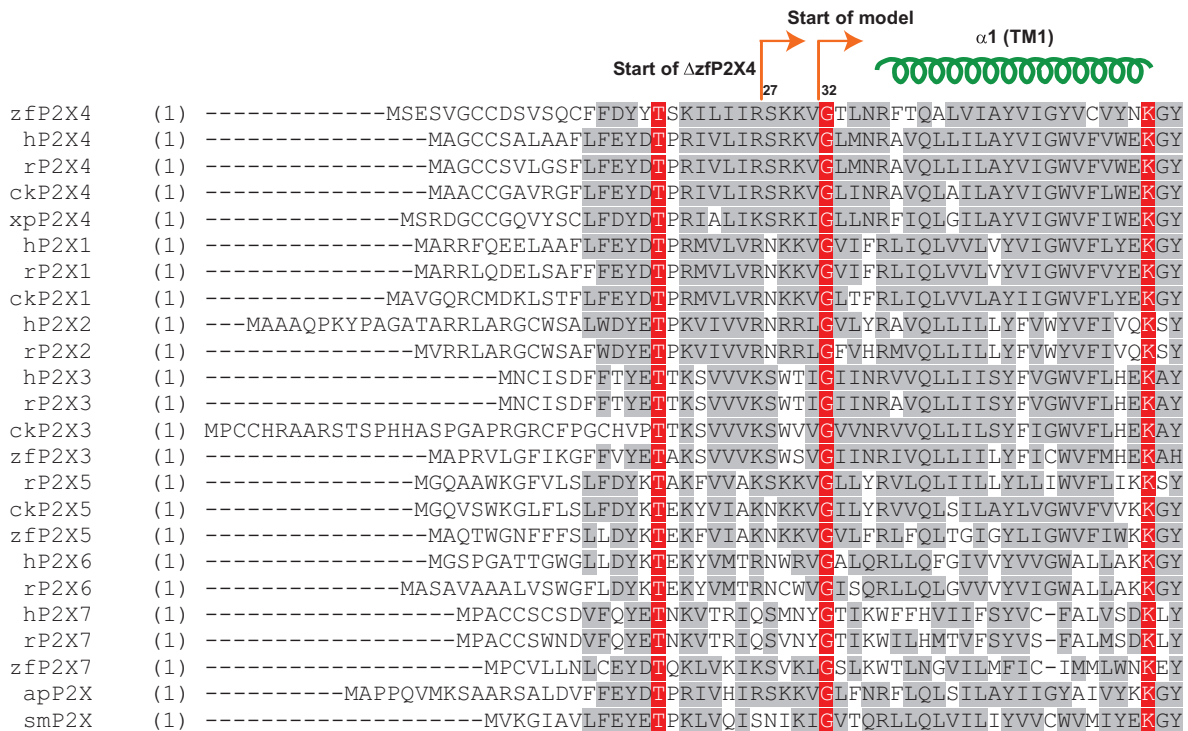 Start of model
α1 (TM1)
Start of ΔzfP2X4
27 32
zfP2X4 (1) --------------MSESVGCCDSVSQCFFDYYTSKILIIRSKKVGTLNRFTQALVIAYVIGYVCVYNKGY
hP2X4 (1) -----------------MAGCCSALAAFLFEYDTPRIVLIRSRKVGLMNRAVQLLILAYVIGWVFVWEKGY
rP2X4 (1) -----------------MAGCCSVLGSFLFEYDTPRIVLIRSRKVGLMNRAVQLLILAYVIGWVFVWEKGY
ckP2X4 (1) -----------------MAACCGAVRGFLFEYDTPRIVLIRSRKVGLINRAVQLAILAYVIGWVFLWEKGY
xpP2X4 (1) ---------------MSRDGCCGQVYSCLFDYDTPRIALIKSRKIGLLNRFIQLGILAYVIGWVFIWEKGY
hP2X1 (1) ----------------MARRFQEELAAFLFEYDTPRMVLVRNKKVGVIFRLIQLVVLVYVIGWVFLYEKGY
rP2X1 (1) ----------------MARRLQDELSAFFFEYDTPRMVLVRNKKVGVIFRLIQLVVLVYVIGWVFVYEKGY
ckP2X1 (1) --------------MAVGQRCMDKLSTFLFEYDTPRMVLVRNKKVGLTFRLIQLVVLAYIIGWVFLYEKGY
hP2X2 (1) ---MAAAQPKYPAGATARRLARGCWSALWDYETPKVIVVRNRRLGVLYRAVQLLILLYFVWYVFIVQKSY
rP2X2 (1) ----------------MVRRLARGCWSAFWDYETPKVIVVRNRRLGFVHRMVQLLILLYFVWYVFIVQKSY
hP2X3 (1) ----------------------MNCISDFFTYETTKSVVVKSWTIGIINRVVQLLIISYFVGWVFLHEKAY
rP2X3 (1) ----------------------MNCISDFFTYETTKSVVVKSWTIGIINRAVQLLIISYFVGWVFLHEKAY
ckP2X3 (1) MPCCHRAARSTSPHHASPGAPRGRCFPGCHVPTTKSVVVKSWVVGVVNRVVQLLILSYFIGWVFLHEKAY
zfP2X3 (1) -----------------MAPRVLGFIKGFFVYETAKSVVVKSWSVGIINRIVQLLIILYFICWVFMHEKAH
rP2X5 (1) ----------------MGQAAWKGFVLSLFDYKTAKFVVAKSKKVGLLYRVLQLIILLYLLIWVFLIKKSY
ckP2X5 (1) ----------------MGQVSWKGLFLSLFDYKTEKYVIAKNKKVGILYRVVQLSILAYLVGWVFVVKKGY
zfP2X5 (1) -----------------MAQTWGNFFFSLLDYKTEKFVIAKNKKVGVLFRLFQLTGIGYLIGWVFIWKKGY
hP2X6 (1) -----------------MGSPGATTGWGLLDYKTEKYVMTRNWRVGALQRLLQFGIVVYVVGWALLAKKGY
rP2X6 (1) ---------------MASAVAAALVSWGFLDYKTEKYVMTRNCWVGISQRLLQLGVVVYVVGWALLAKKGY
hP2X7 (1) -------------------MPACCSCSDVFQYETNKVTRIQSMNYGTIKWFFHVIIFSYVC-FALVSDKLY
rP2X7 (1) -------------------MPACCSWNDVFQYETNKVTRIQSVNYGTIKWILHMTVFSYVS-FALMSDKLY
zfP2X7 (1) ---------------------MPCVLLNLCEYDTQKLVKIKSVKLGSLKWTLNGVILMFIC-IMMLWNKEY
apP2X (1) ----------MAPPQVMKSAARSALDVFFEYDTPRIVHIRSKKVGLFNRFLQLSILAYIIGYAIVYKKGY
smP2X (1) ---------------------MVKGIAVLFEYETPKLVQISNIKIGVTQRLLQLVILIYVVCWVMIYEKGY